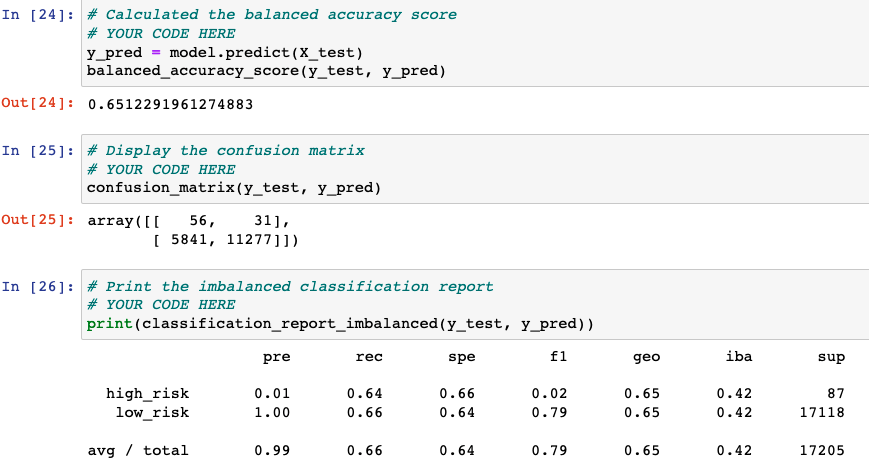 In [24]: # Calculated the balanced accuracy score
# YOUR CODE HERE
y_pred = model.predict(X_test)
balanced_accuracy_score(y_test, y_pred)
Out[24]: 0.6512291961274883
In [25]: # Display the confusion matrix
# YOUR CODE HERE
confusion_matrix(y_test, y_pred)
Out[25]: array([[   56,    31],
       [ 5841, 11277]])
In [26]: # Print the imbalanced classification report
# YOUR CODE HERE
print(classification_report_imbalanced(y_test, y_pred))
pre rec spe f1 geo iba sup
high_risk 0.01 0.64 0.66 0.02 0.65 0.42 87
low_risk 1.00 0.66 0.64 0.79 0.65 0.42 17118
avg / total 0.99 0.66 0.64 0.79 0.65 0.42 17205